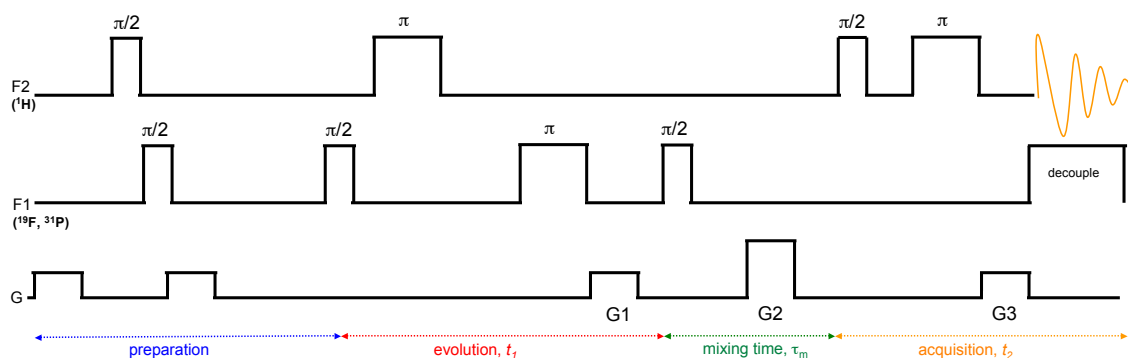 π/2
π
π/2
π
F2
(¹H)
π/2
π/2
π
π/2
decouple
F1
(¹⁹F, ³¹P)
G
G1
G2
G3
preparation
evolution, t₁
mixing time, τₘ
acquisition, t₂